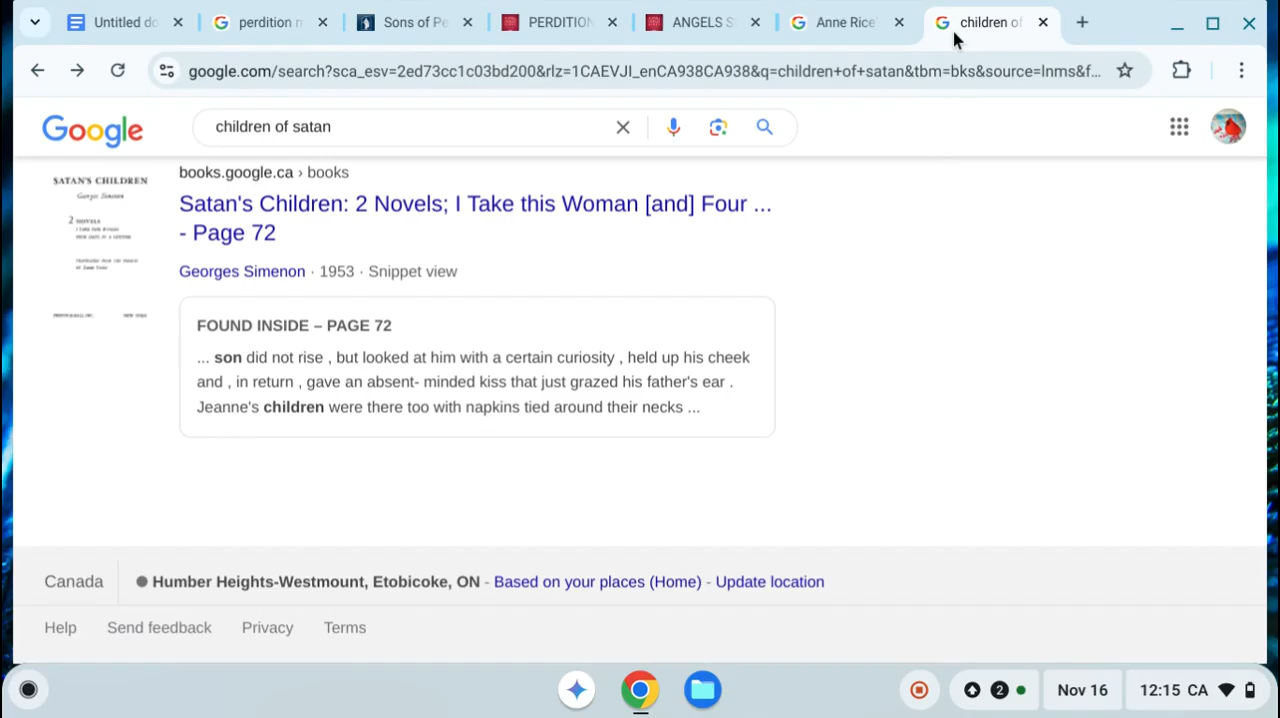 Untitled do
perdition m
Sons of Pe
PERDITION
ANGELS S
Anne Rice'
children of
google.com/search?sca_esv=2ed73cc1c03bd200&rlz=1CAEVJI_enCA938CA938&q=children+of+satan&tbm=bks&source=lnms&f...
Google
children of satan
SATAN'S CHILDREN
Georges Simenon
2 NOVELS
books.google.ca › books
Satan's Children: 2 Novels; I Take this Woman [and] Four ...
- Page 72
Georges Simenon · 1953 · Snippet view
FOUND INSIDE – PAGE 72
... son did not rise , but looked at him with a certain curiosity , held up his cheek
and , in return , gave an absent- minded kiss that just grazed his father's ear .
Jeanne's children were there too with napkins tied around their necks ...
Canada
Humber Heights-Westmount, Etobicoke, ON - Based on your places (Home) - Update location
Help Send feedback Privacy Terms
2
Nov 16
12:15 CA